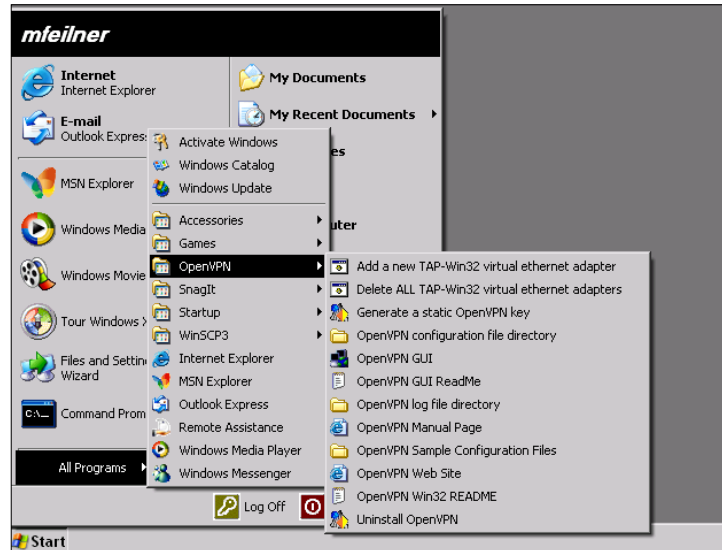 mfeilner
Internet
Internet Explorer
E-mail
Outlook Expres
MSN Explorer
Windows Media
Windows Movie
Tour Windows
Files and Settin
Wizard
C:\_
Command Prom
All Programs
My Documents
My Recent Documents
es
uter
Activate Windows
Windows Catalog
Windows Update
Accessories
Games
OpenVPN
SnagIt
Startup
WinSCP3
Internet Explorer
MSN Explorer
Outlook Express
Remote Assistance
Windows Media Player
Windows Messenger
Add a new TAP-Win32 virtual ethernet adapter
Delete ALL TAP-Win32 virtual ethernet adapters
Generate a static OpenVPN key
OpenVPN configuration file directory
OpenVPN GUI
OpenVPN GUI ReadMe
OpenVPN log file directory
OpenVPN Manual Page
OpenVPN Sample Configuration Files
OpenVPN Web Site
OpenVPN Win32 README
Uninstall OpenVPN
Log Off
Start